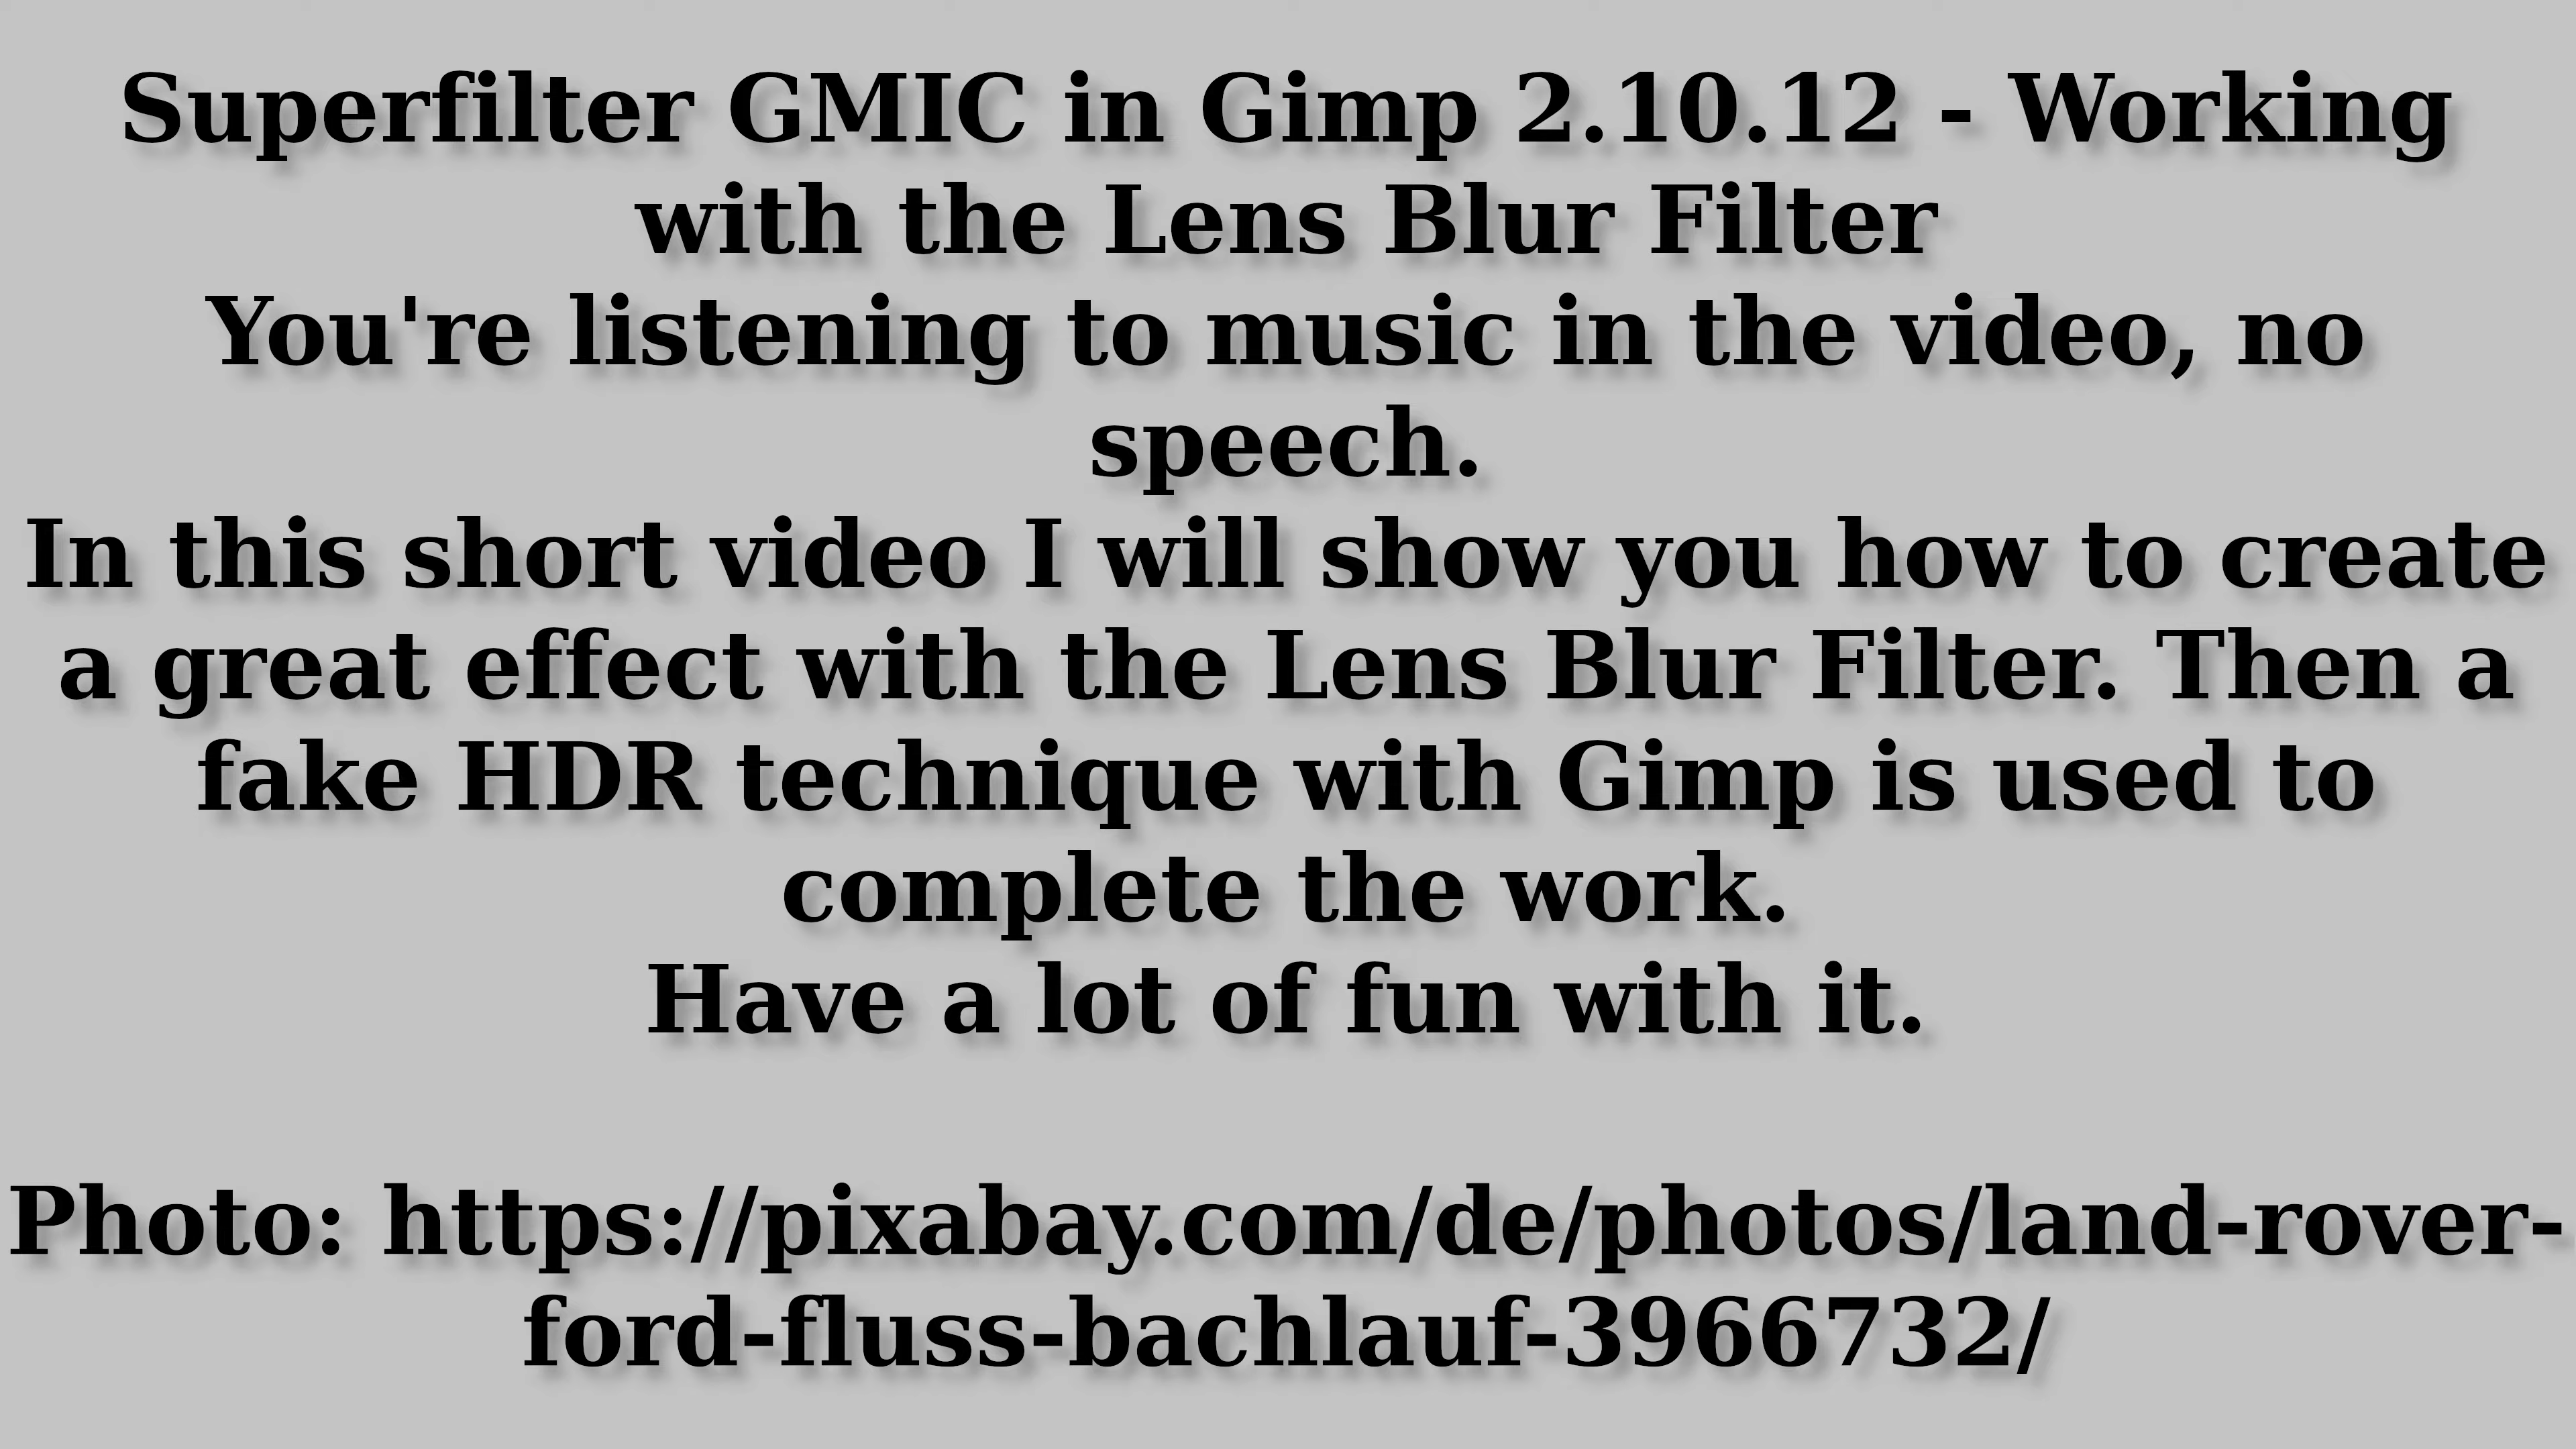 Superfilter GMIC in Gimp 2.10.12 - Working
with the Lens Blur Filter
You're listening to music in the video, no
speech.
In this short video I will show you how to create
a great effect with the Lens Blur Filter. Then a
fake HDR technique with Gimp is used to
complete the work.
Have a lot of fun with it.
Photo: https://pixabay.com/de/photos/land-rover-
ford-fluss-bachlauf-3966732/